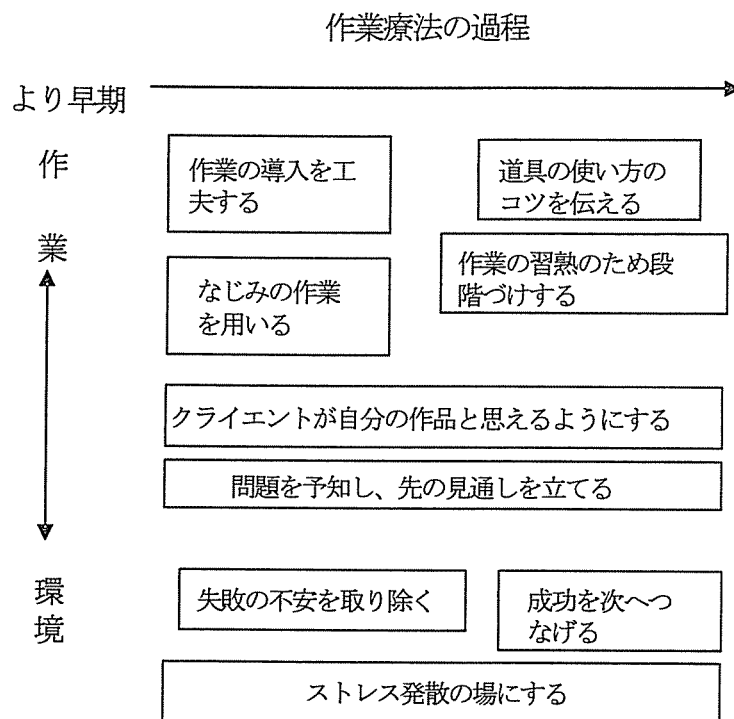 作業療法の過程
より早期
作
業
作業の導入を工
夫する
道具の使い方の
コツを伝える
なじみの作業
を用いる
作業の習熟のため段
階づけする
クライエントが自分の作品と思えるようにする
問題を予知し、先の見通しを立てる
環
境
失敗の不安を取り除く
成功を次へつ
なげる
ストレス発散の場にする